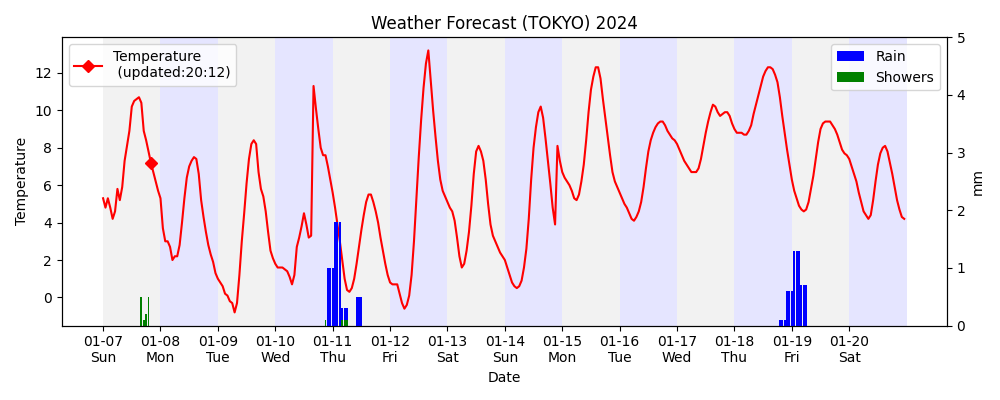 Weather Forecast (TOKYO) 2024
Temperature
(updated:20:12)
Rain
Showers
Temperature
12
10
8
6
4
2
0
5
4
3
2
1
0
mm
01-07 01-08 01-09 01-10 01-11 01-12 01-13 01-14 01-15 01-16 01-17 01-18 01-19 01-20
Sun Mon Tue Wed Thu Fri Sat Sun Mon Tue Wed Thu Fri Sat
Date